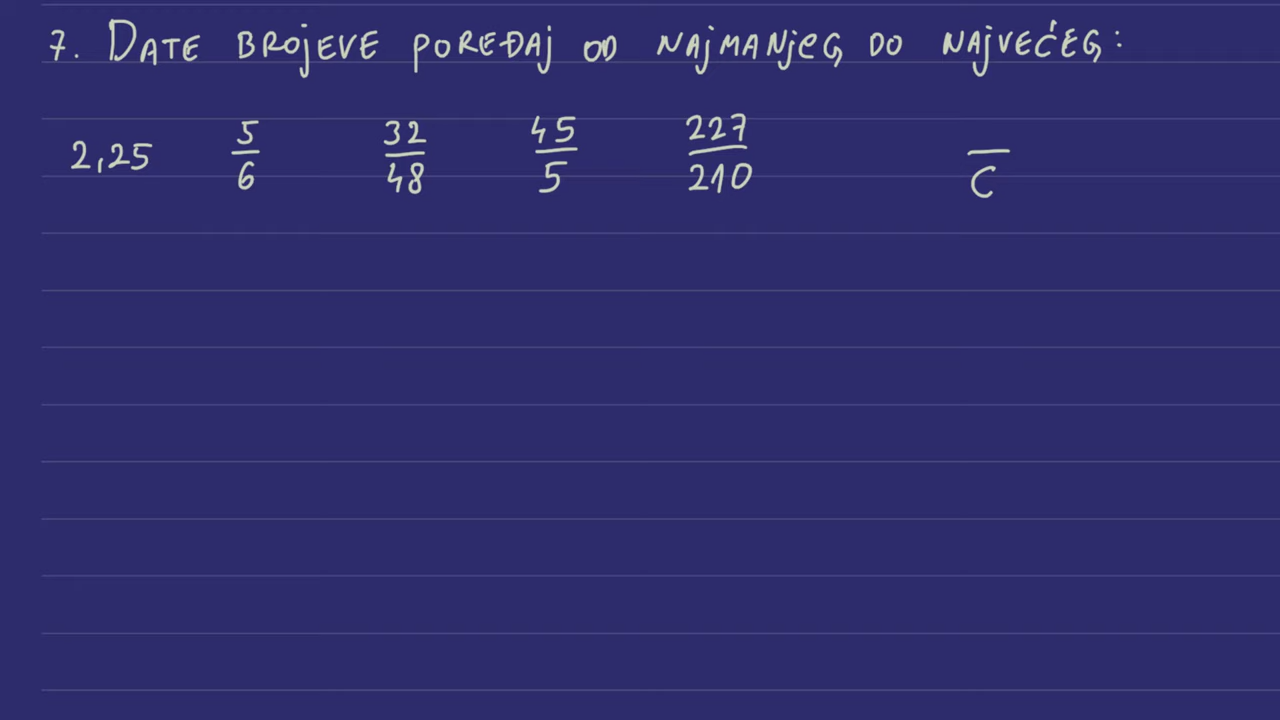 7. DATE BROjEVE POREĐAj OD NAjMANjeG DO NAjVEĆEG:
2,25 5/6 32/48 45/5 227/210 —/C